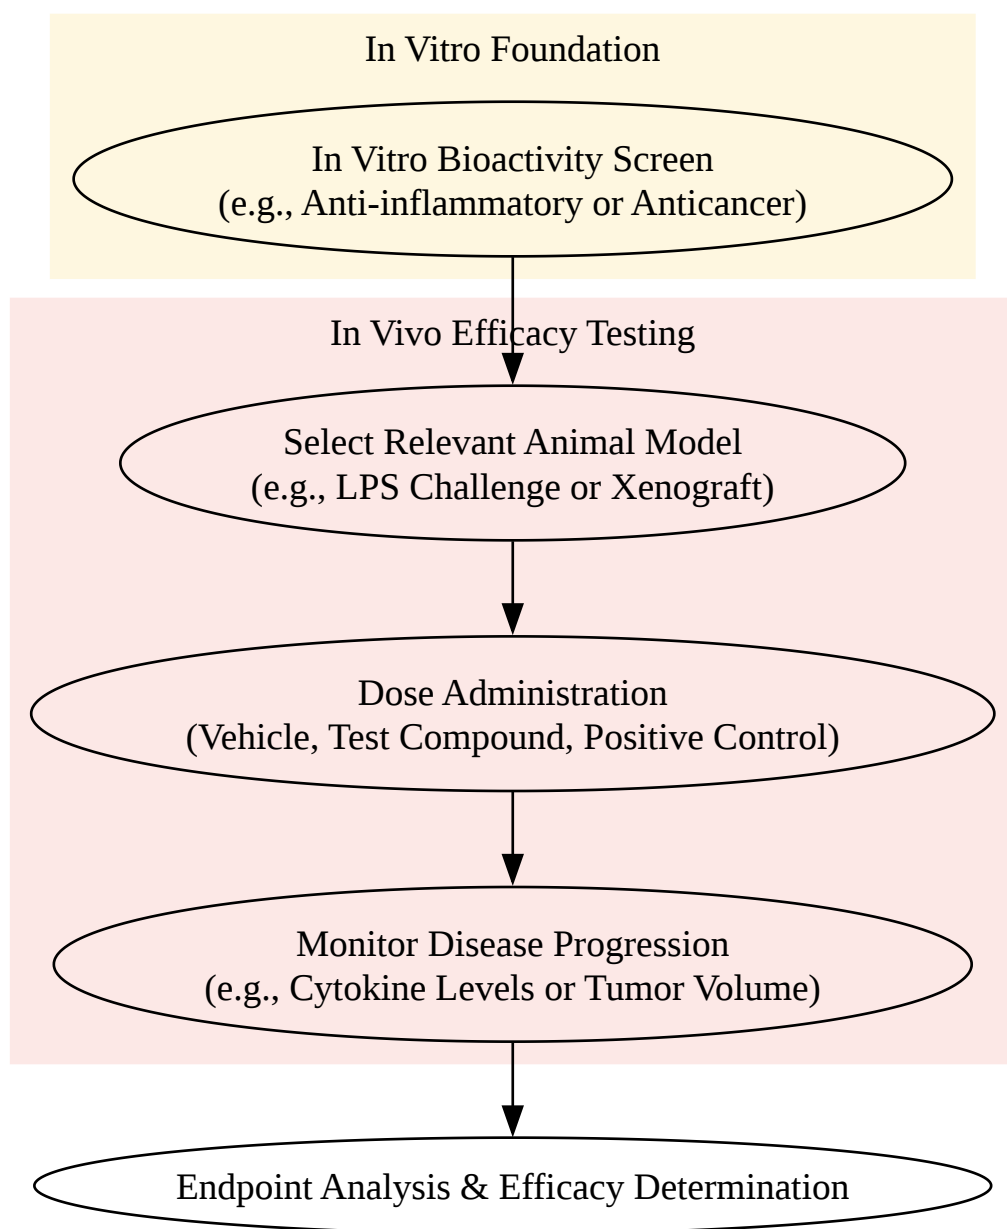 In Vitro Foundation
In Vitro Bioactivity Screen
(e.g., Anti-inflammatory or Anticancer)
In Vivo Efficacy Testing
Select Relevant Animal Model
(e.g., LPS Challenge or Xenograft)
Dose Administration
(Vehicle, Test Compound, Positive Control)
Monitor Disease Progression
(e.g., Cytokine Levels or Tumor Volume)
Endpoint Analysis & Efficacy Determination